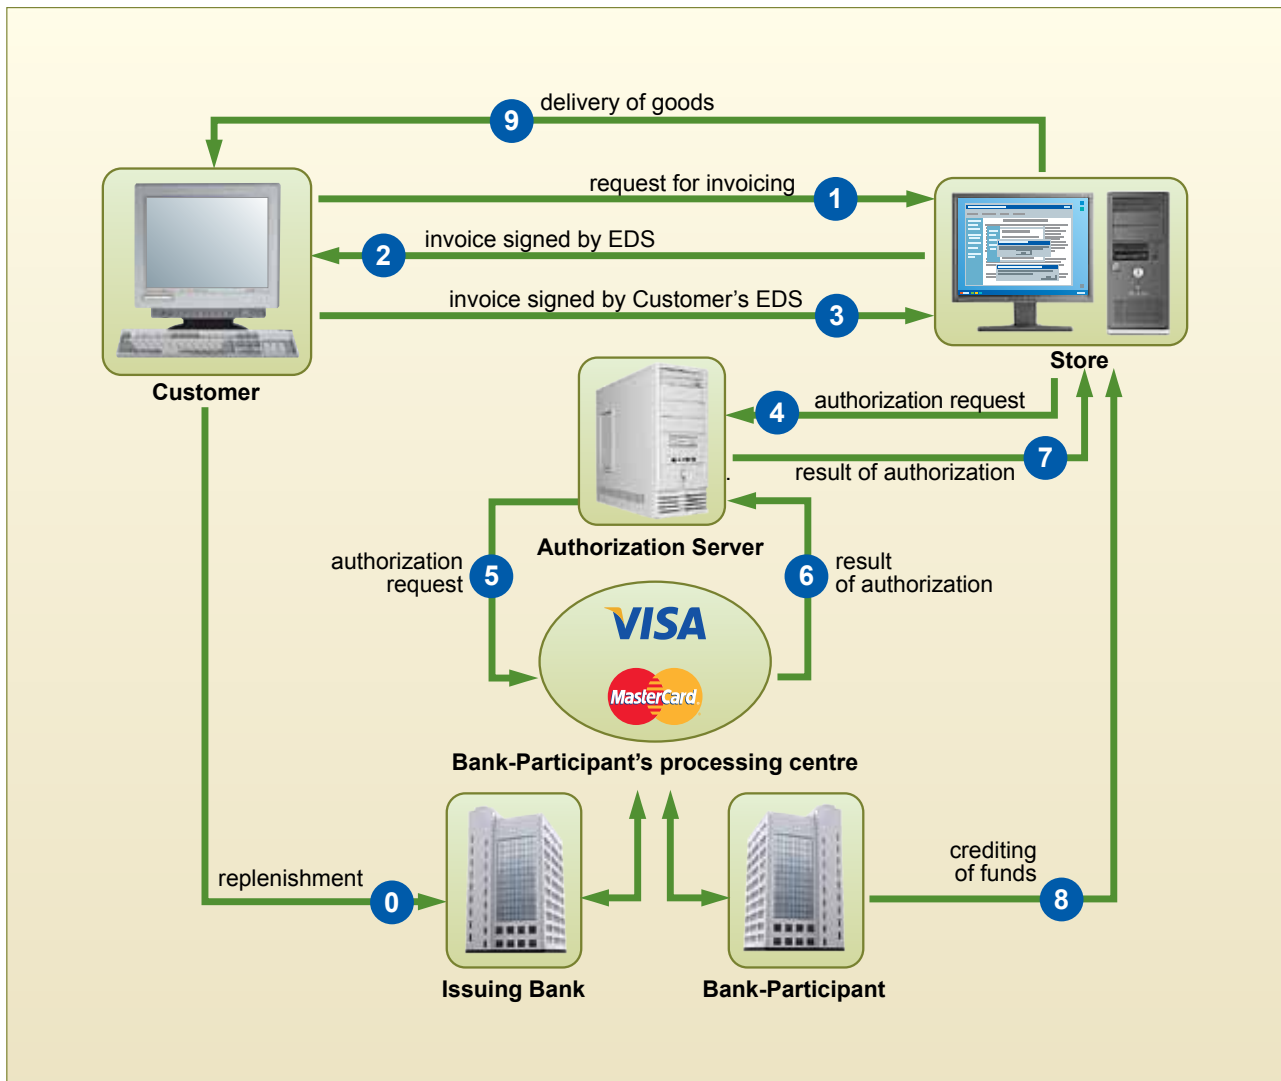 delivery of goods
9
request for invoicing
1
invoice signed by EDS
2
invoice signed by Customer's EDS
3
Customer
Store
4
authorization request
result of authorization
7
Authorization Server
authorization
request
5
6
result
of authorization
VISA
MasterCard
Bank-Participant's processing centre
replenishment
0
crediting
of funds
8
Issuing Bank
Bank-Participant